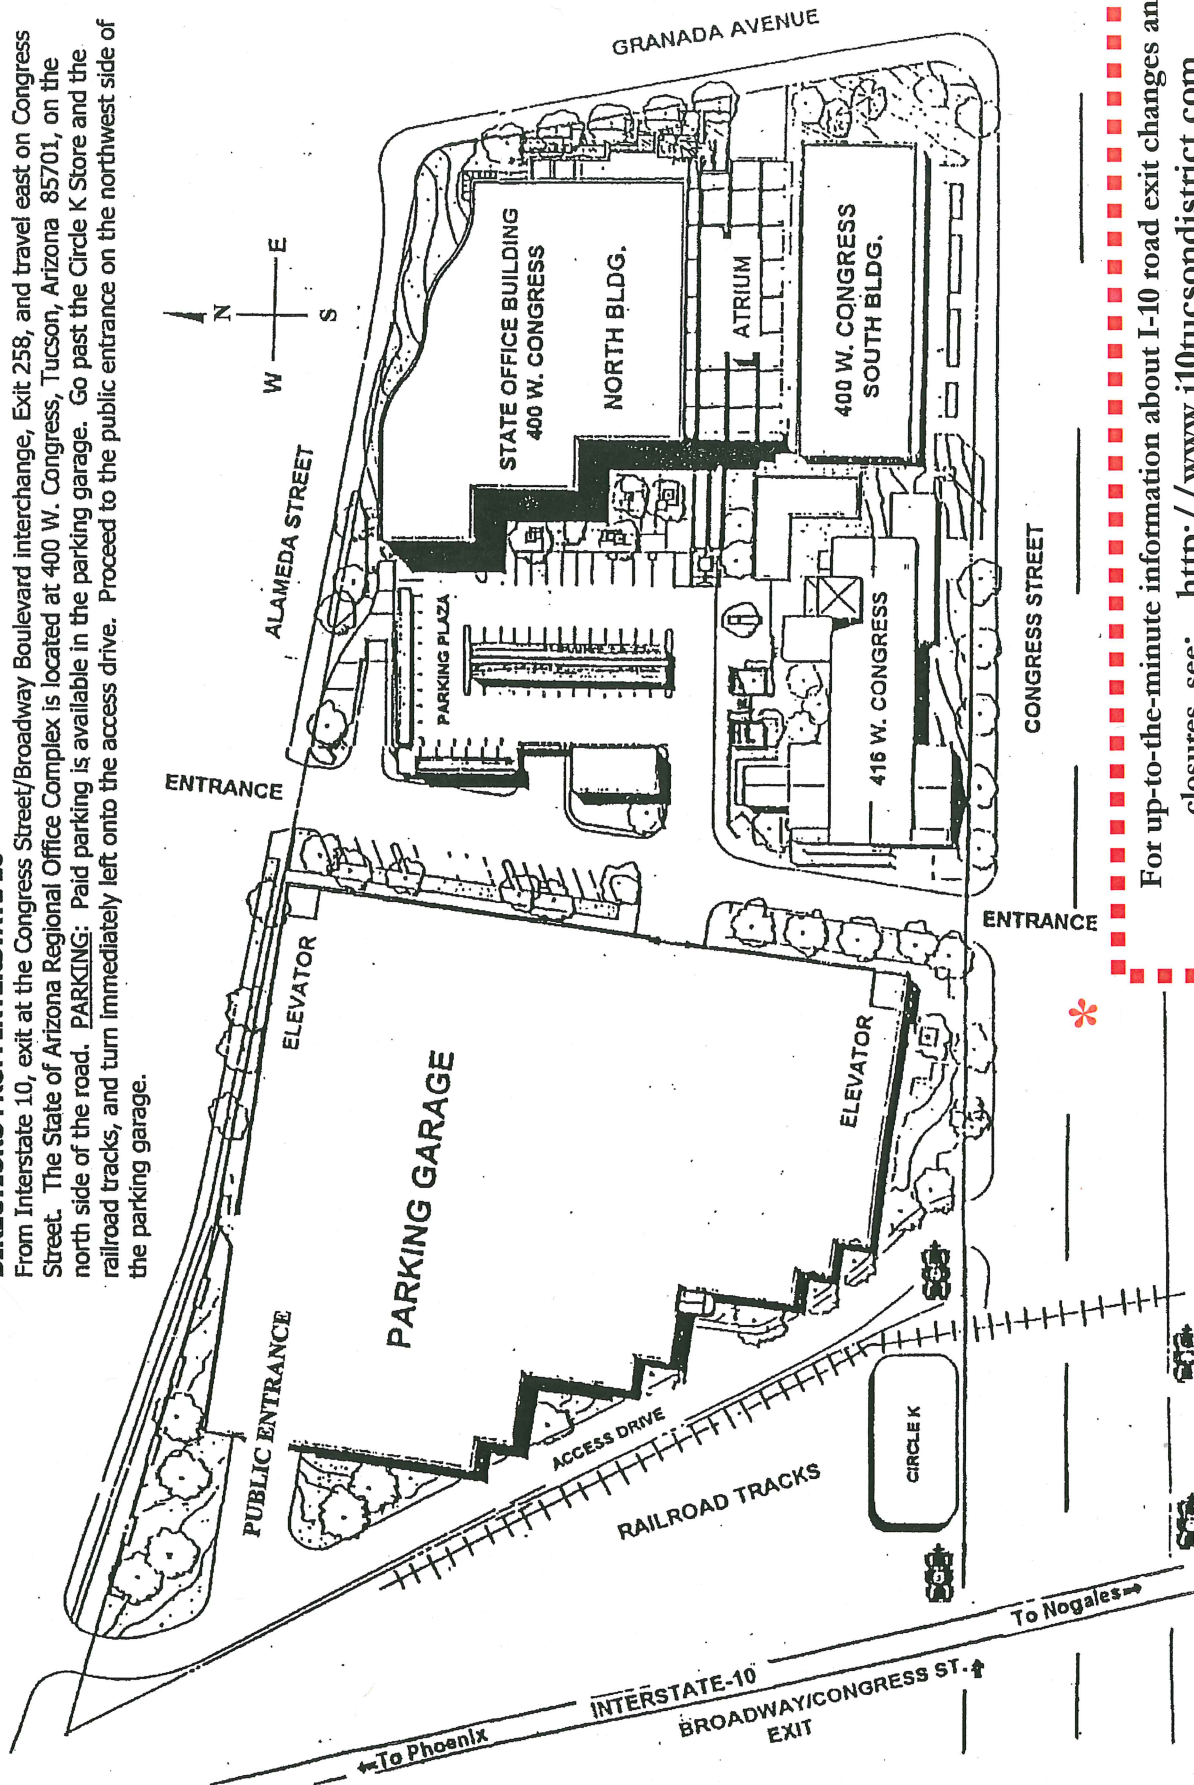 From Interstate 10, exit at the Congress Street/Broadway Boulevard interchange, Exit 258, and travel east on Congress
Street. The State of Arizona Regional Office Complex is located at 400 W. Congress, Tucson, Arizona 85701, on the
north side of the road. PARKING: Paid parking is available in the parking garage. Go past the Circle K Store and the
railroad tracks, and turn immediately left onto the access drive. Proceed to the public entrance on the northwest side of
the parking garage.
N
W
E
S
GRANADA AVENUE
ALAMEDA STREET
ENTRANCE
STATE OFFICE BUILDING
400 W. CONGRESS
NORTH BLDG.
PARKING PLAZA
ATRIUM
400 W. CONGRESS
SOUTH BLDG.
416 W. CONGRESS
ELEVATOR
PARKING GARAGE
PUBLIC ENTRANCE
ELEVATOR
ACCESS DRIVE
RAILROAD TRACKS
CIRCLE K
CONGRESS STREET
ENTRANCE
To Phoenix
INTERSTATE-10
To Nogales
BROADWAY/CONGRESS ST.
EXIT
*
For up-to-the-minute information about I-10 road exit changes an
closures, see: http://www.i10tucsondistrict.com